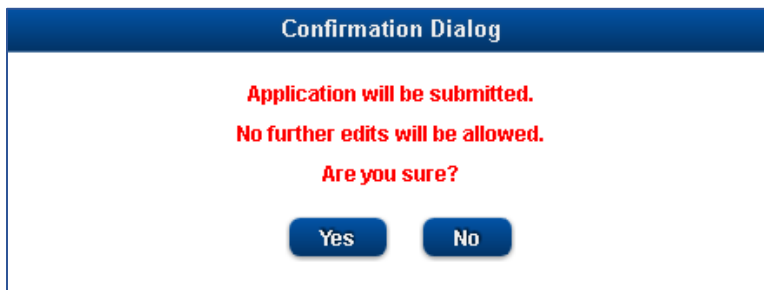 Confirmation Dialog
Application will be submitted.
No further edits will be allowed.
Are you sure?
Yes No